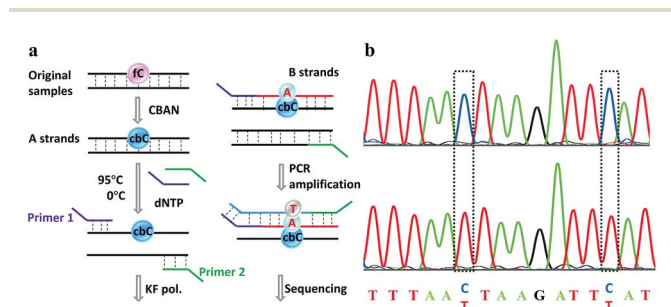 a
fC
Original
samples
CBAN
A strands
cbC
95°C
0°C
dNTP
Primer 1
cbC
Primer 2
KF pol.
B strands
A
cbC
PCR
amplification
T
A
cbC
Sequencing
b
T T T A A C T A A G A T T C A T
T T